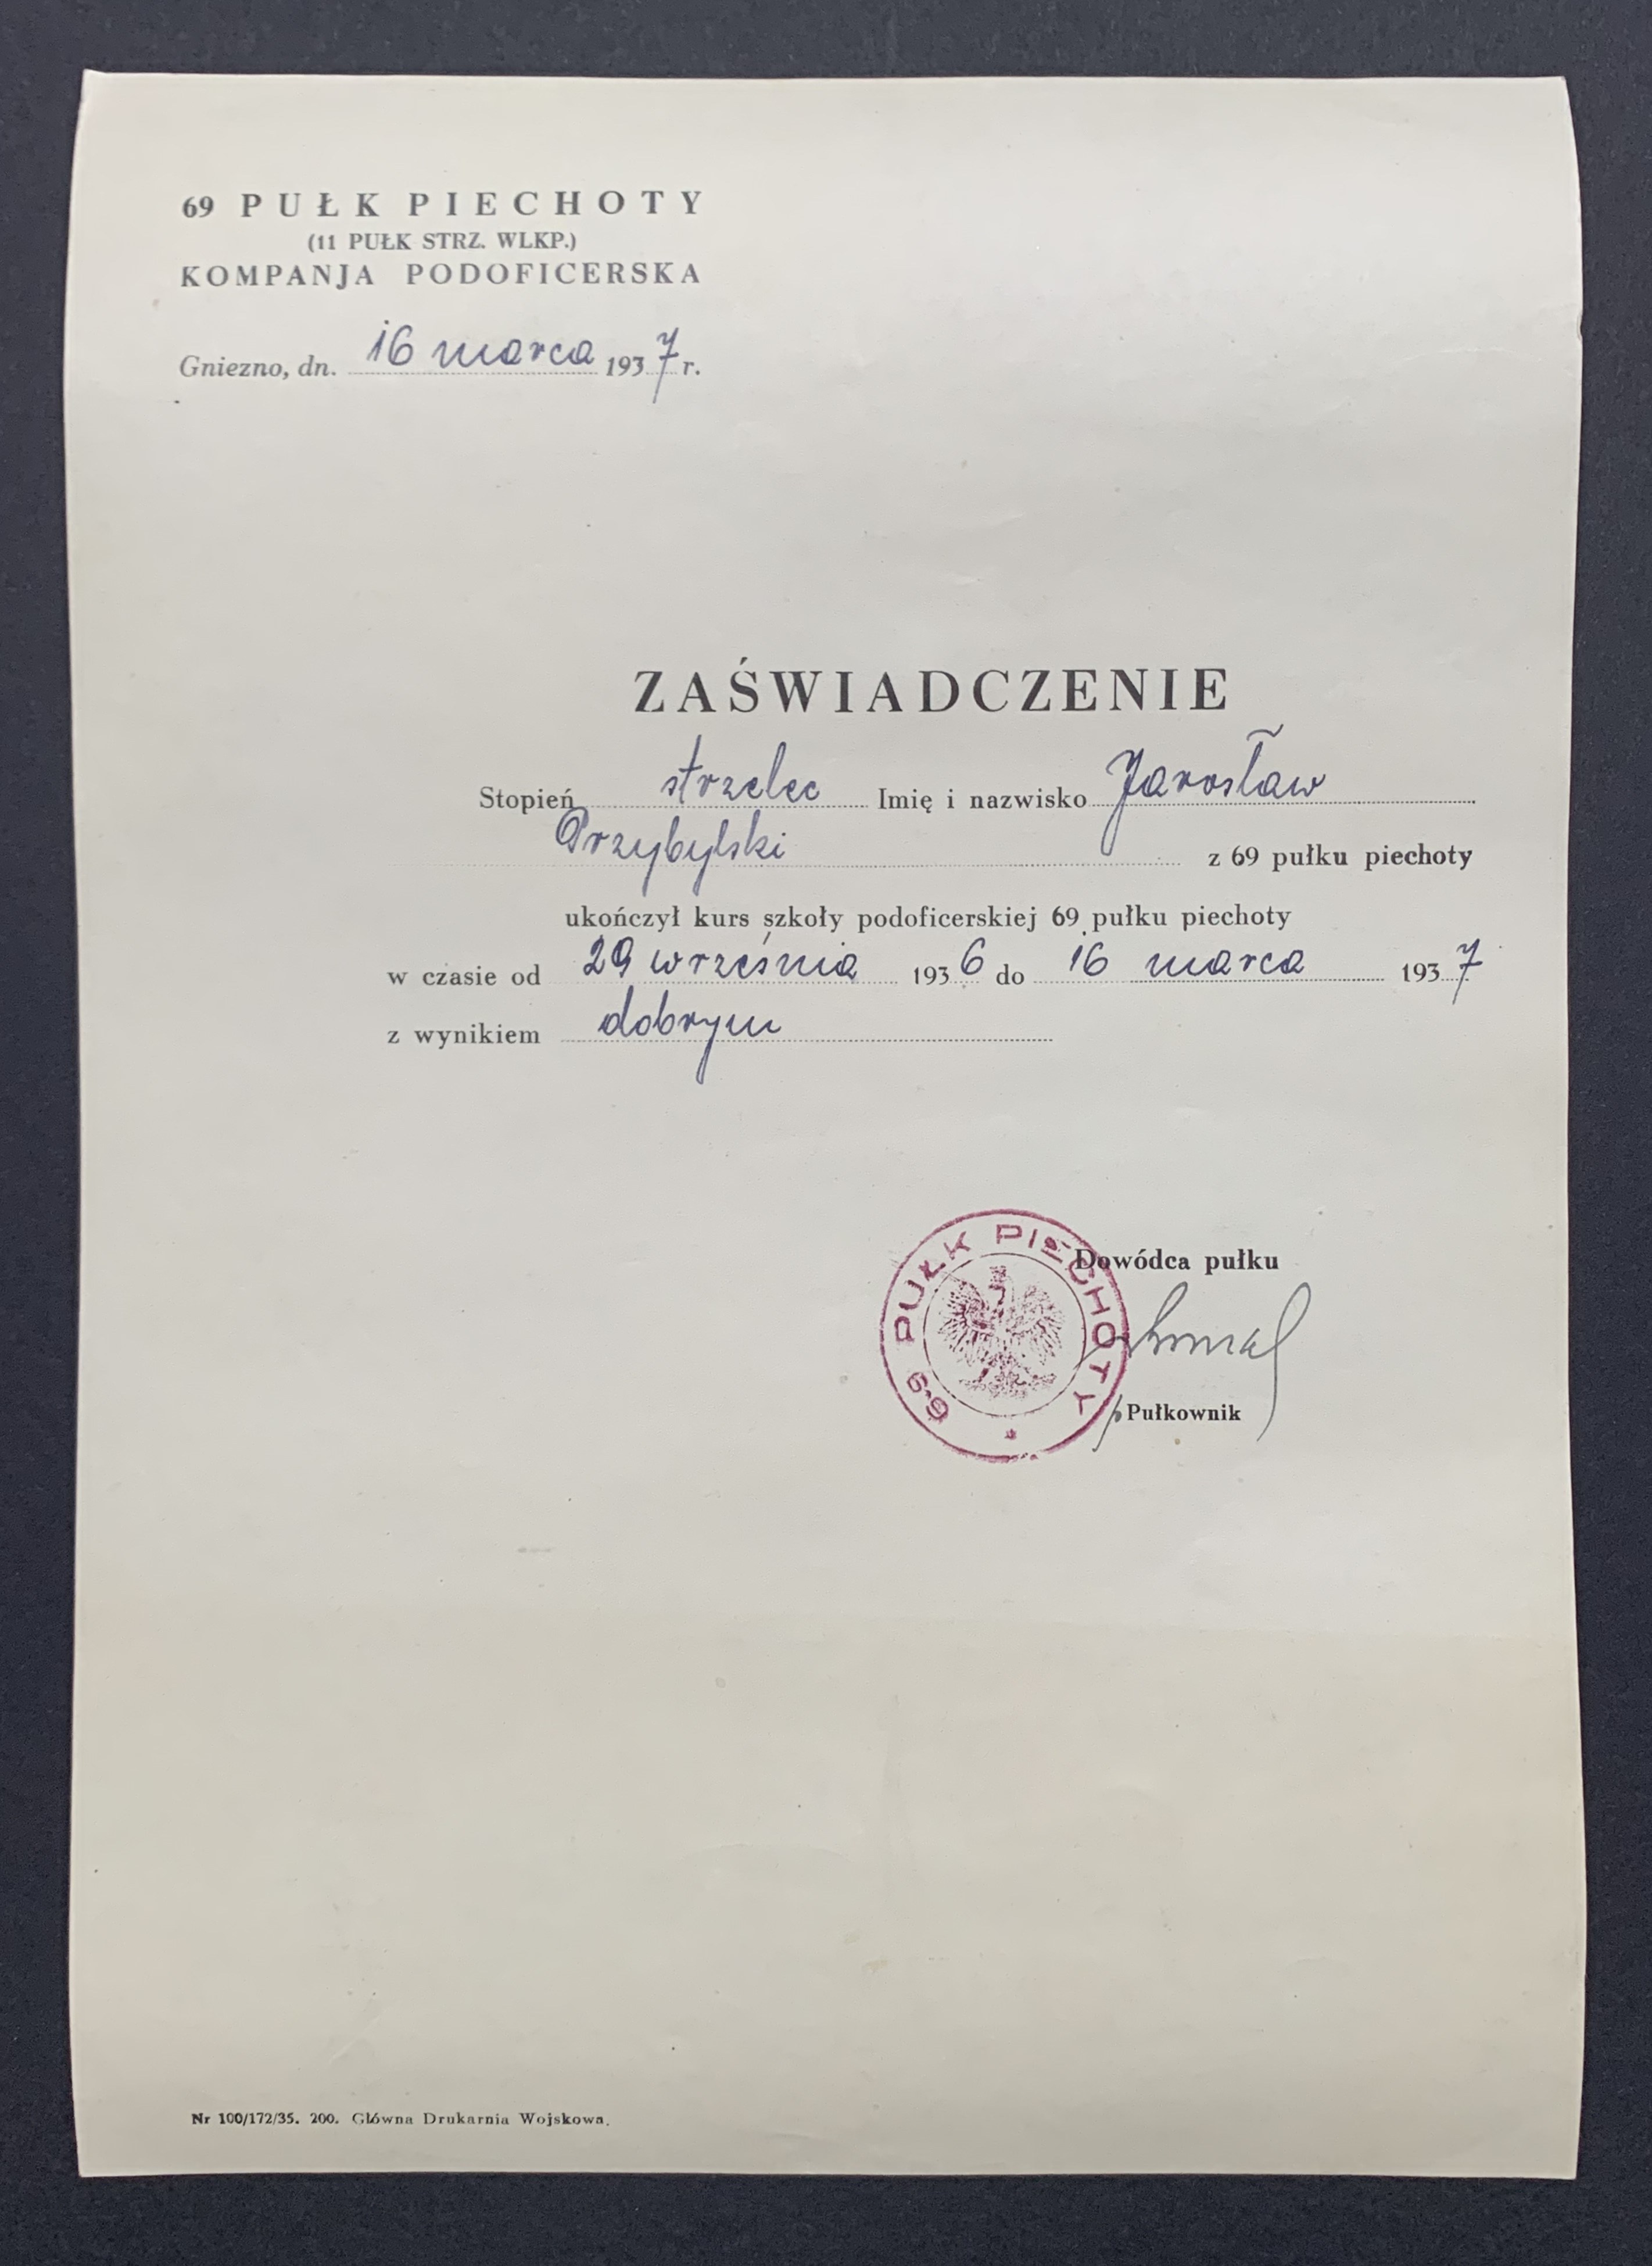 69 PUŁK PIECHOTY
(11 PUŁK STRZ. WLKP.)
KOMPANJA PODOFICERSKA
Gniezno, dn. 16 marca 1937 r.
ZAŚWIADCZENIE
Stopień strzelec Imię i nazwisko Jarosław
Przybylski z 69 pułku piechoty
ukończył kurs szkoły podoficerskiej 69 pułku piechoty
w czasie od 29 września 1936 do 16 marca 1937
z wynikiem dobrym
69 PUŁK PIECHOTY
Dowódca pułku
Pułkownik
Nr 100/172/35. 200. Główna Drukarnia Wojskowa.